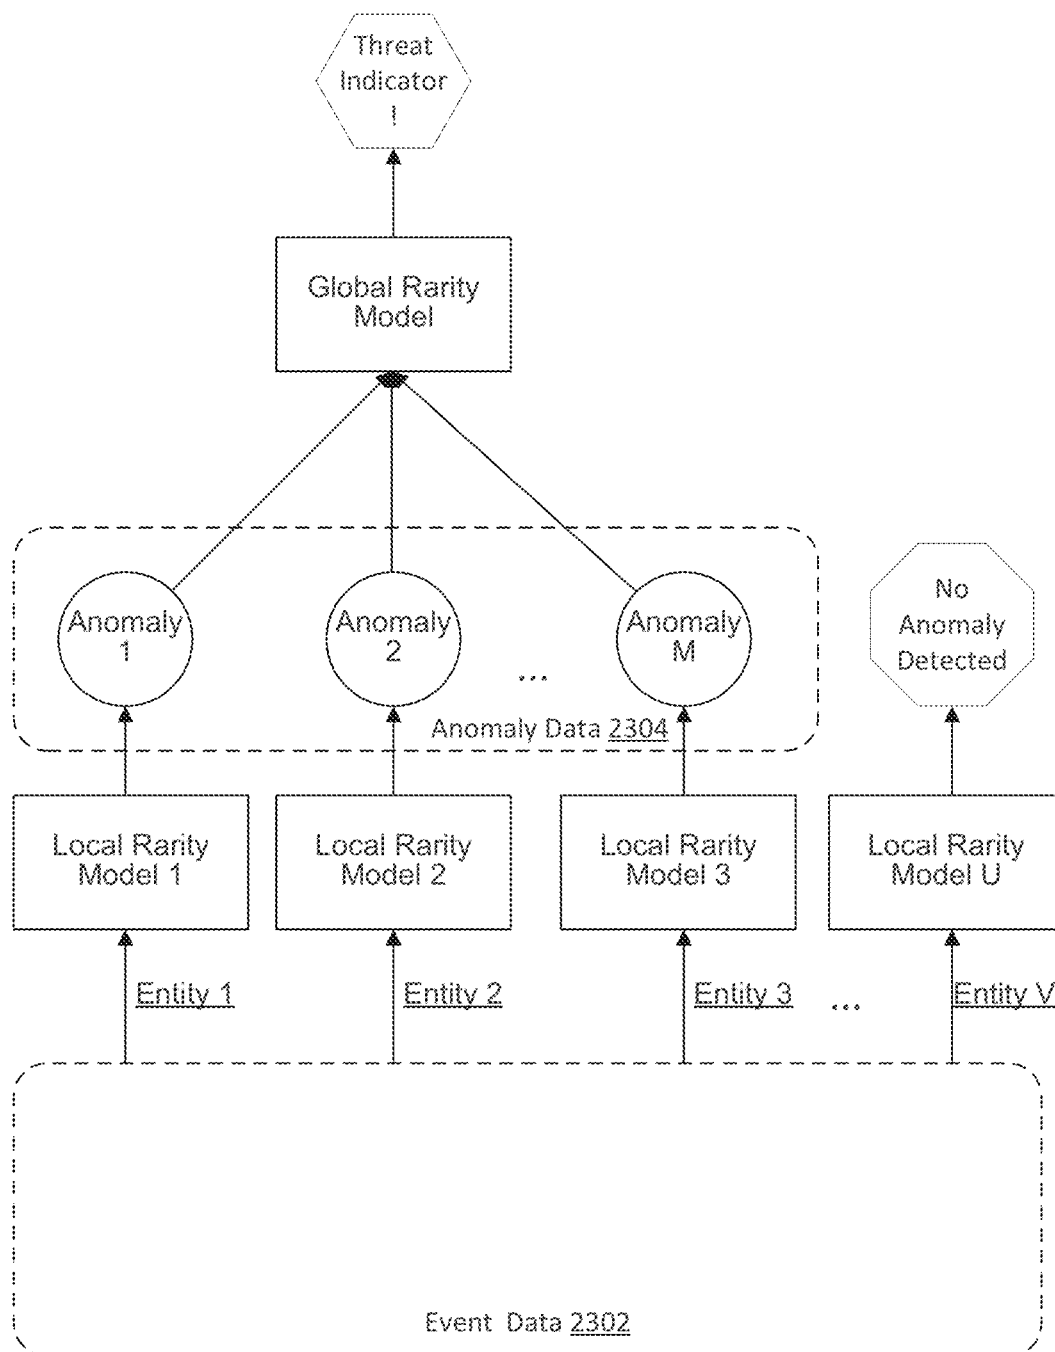 Threat
Indicator
!
Global Rarity
Model
Anomaly
1
Anomaly
2
...
Anomaly
M
No
Anomaly
Detected
Anomaly Data 2304
Local Rarity
Model 1
Local Rarity
Model 2
Local Rarity
Model 3
Local Rarity
Model U
Entity 1
Entity 2
Entity 3
...
Entity V
Event Data 2302